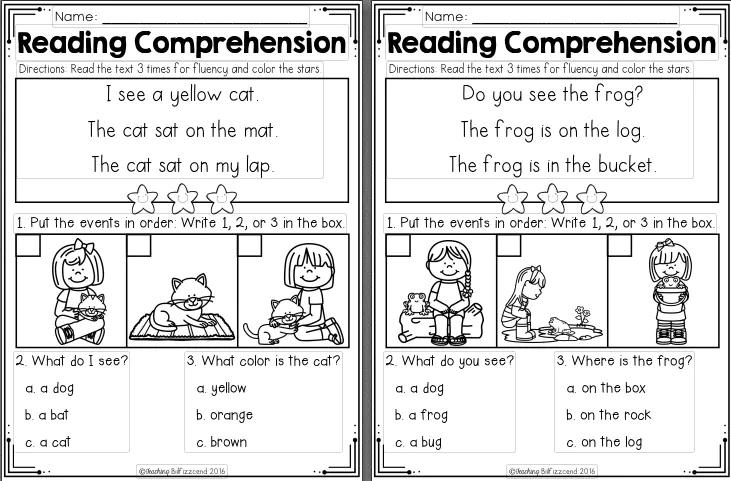 Name:
Reading Comprehension
Directions: Read the text 3 times for fluency and color the stars.
I see a yellow cat.
The cat sat on the mat.
The cat sat on my lap.
1. Put the events in order: Write 1, 2, or 3 in the box.
2. What do I see?
a. a dog
b. a bat
c. a cat
3. What color is the cat?
a. yellow
b. orange
c. brown
©Teaching Biilfizzcend 2016
Name:
Reading Comprehension
Directions: Read the text 3 times for fluency and color the stars.
Do you see the frog?
The frog is on the log.
The frog is in the bucket.
1. Put the events in order: Write 1, 2, or 3 in the box.
2. What do you see?
a. a dog
b. a frog
c. a bug
3. Where is the frog?
a. on the box
b. on the rock
c. on the log
©Teaching Biilfizzcend 2016